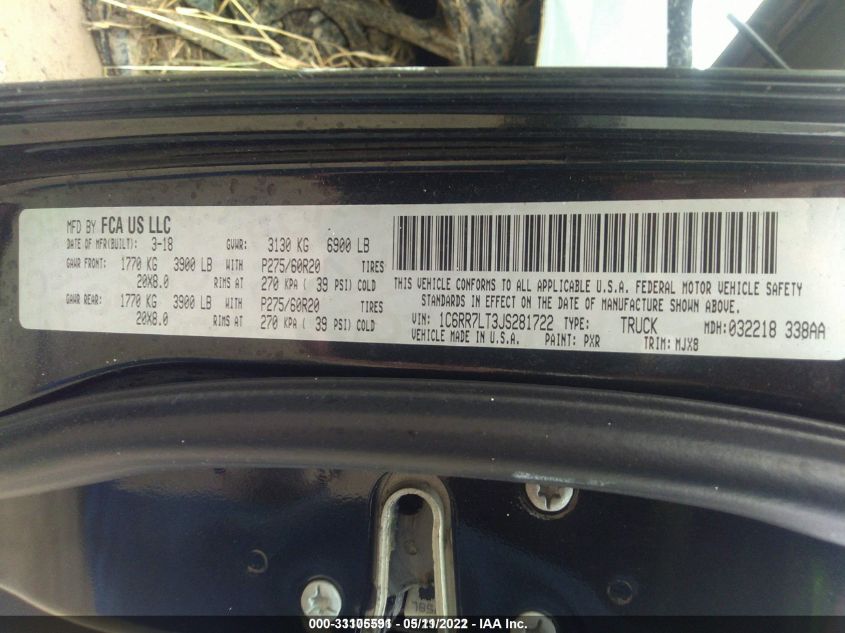 MFD BY FCA US LLC
DATE OF MFR(BUILT): 3-18 GVWR: 3130 KG 6900 LB
GAWR FRONT: 1770 KG 3900 LB WITH P275/60R20 TIRES
20X8.0 RIMS AT 270 KPA ( 39 PSI) COLD
GAWR REAR: 1770 KG 3900 LB WITH P275/60R20 TIRES
20X8.0 RIMS AT 270 KPA ( 39 PSI) COLD
THIS VEHICLE CONFORMS TO ALL APPLICABLE U.S.A. FEDERAL MOTOR VEHICLE SAFETY
STANDARDS IN EFFECT ON THE DATE OF MANUFACTURE SHOWN ABOVE.
VIN: 1C6RR7LT3JS281722 TYPE: TRUCK MDH: 032218 338AA
VEHICLE MADE IN U.S.A. PAINT: PXR TRIM: MJX8
000-33105591 - 05/11/2022 - IAA Inc.